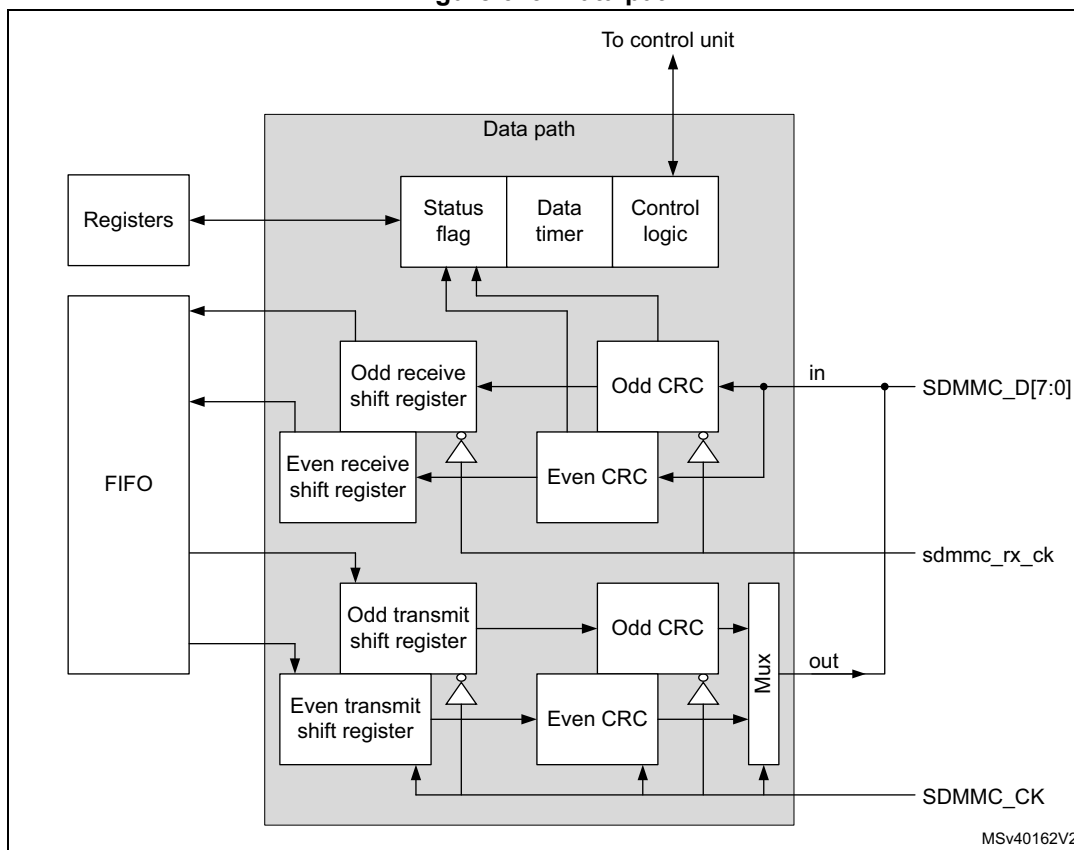 To control unit
Data path
Registers
Status
flag
Data
timer
Control
logic
FIFO
Odd receive
shift register
Odd CRC
in
SDMMC_D[7:0]
Even receive
shift register
Even CRC
sdmmc_rx_ck
Odd transmit
shift register
Odd CRC
Mux
out
Even transmit
shift register
Even CRC
SDMMC_CK
MSv40162V2